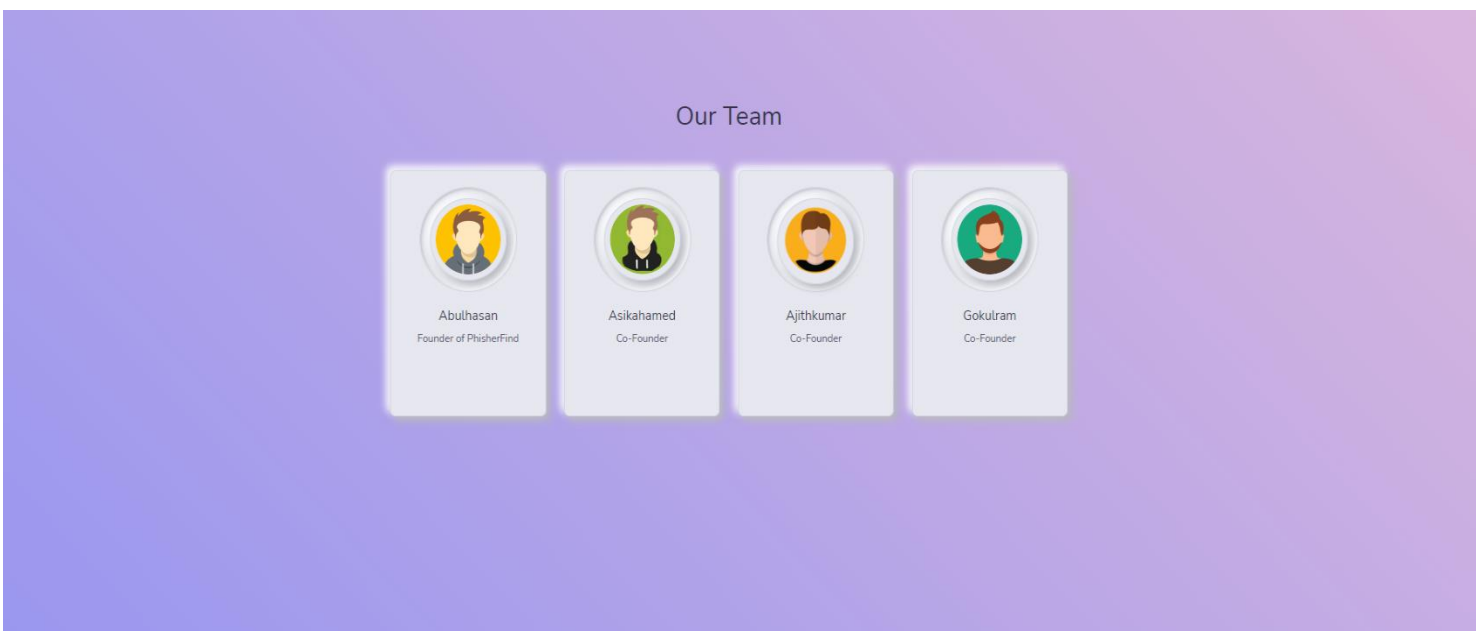 Our Team
Abulhasan
Founder of PhisherFind
Asikahamed
Co-Founder
Ajithkumar
Co-Founder
Gokulram
Co-Founder